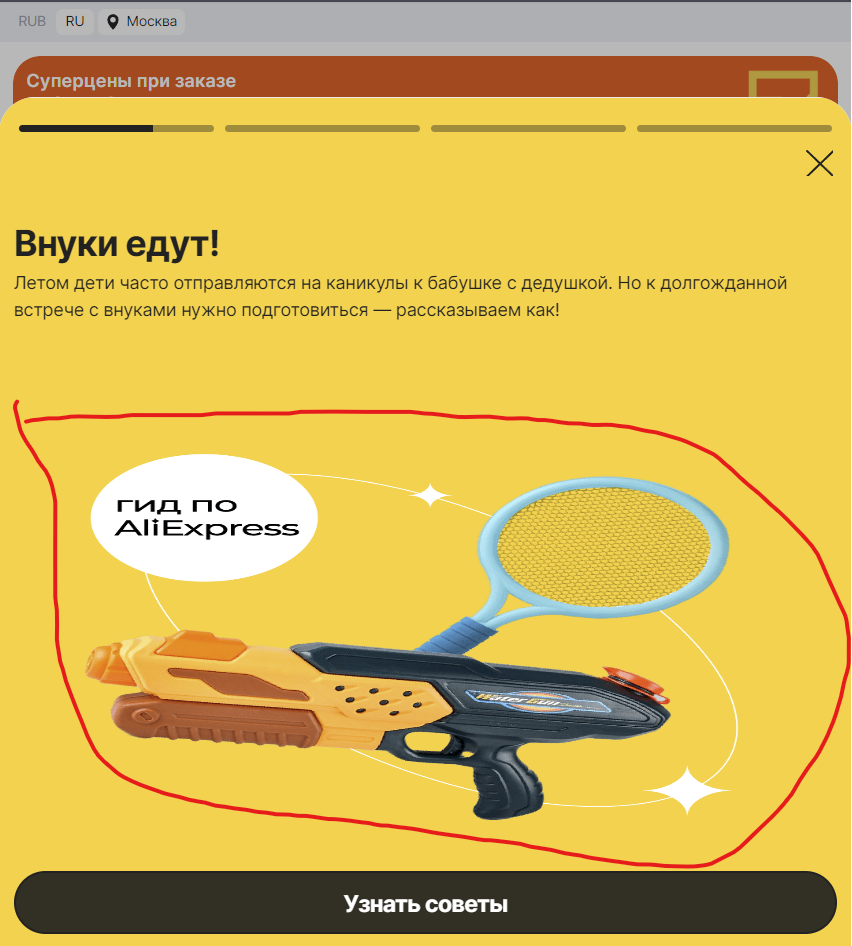 RUB RU Москва
Суперцены при заказе
Внуки едут!
Летом дети часто отправляются на каникулы к бабушке с дедушкой. Но к долгожданной
встрече с внуками нужно подготовиться — рассказываем как!
гид по
AliExpress
Water Gun
Узнать советы